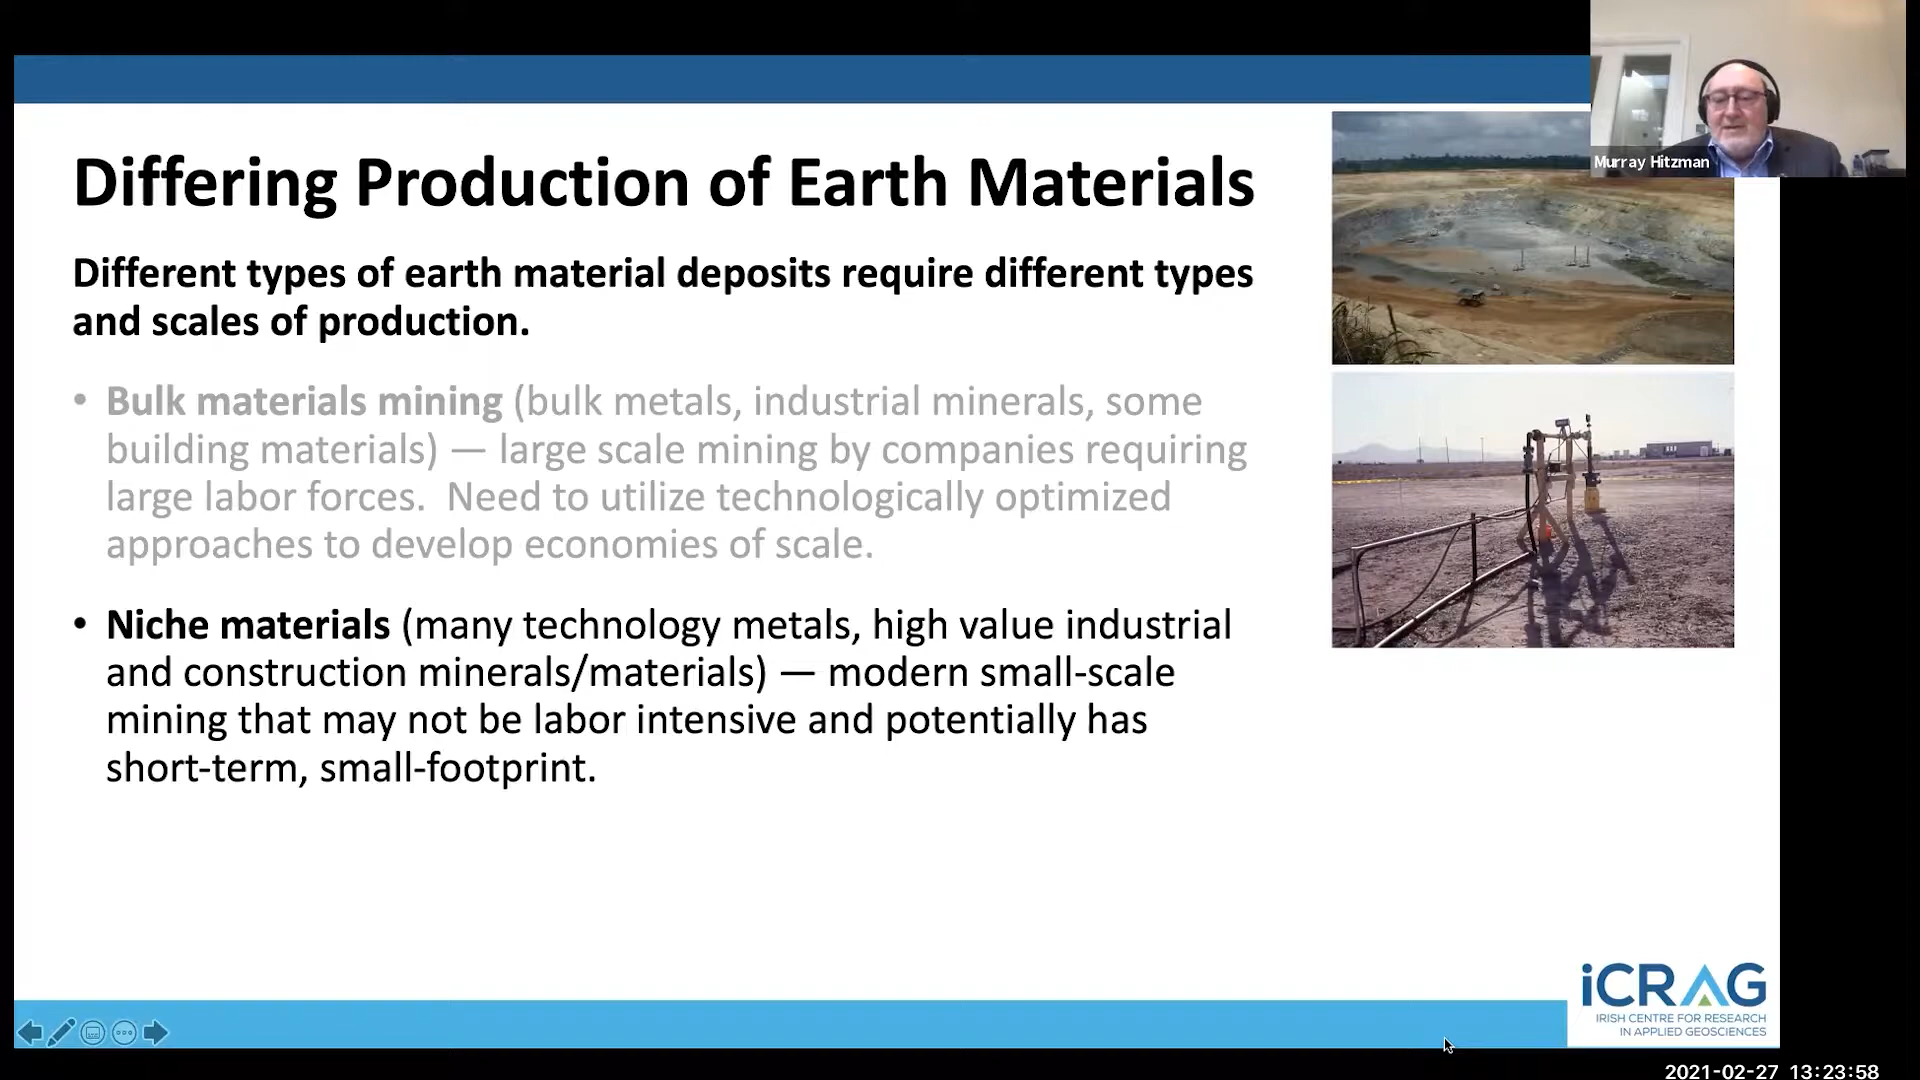 Murray Hitzman
Differing Production of Earth Materials
Different types of earth material deposits require different types
and scales of production.
• Bulk materials mining (bulk metals, industrial minerals, some
building materials) — large scale mining by companies requiring
large labor forces.  Need to utilize technologically optimized
approaches to develop economies of scale.
• Niche materials (many technology metals, high value industrial
and construction minerals/materials) — modern small-scale
mining that may not be labor intensive and potentially has
short-term, small-footprint.
iCRAG
IRISH CENTRE FOR RESEARCH
IN APPLIED GEOSCIENCES
2021-02-27 13:23:58